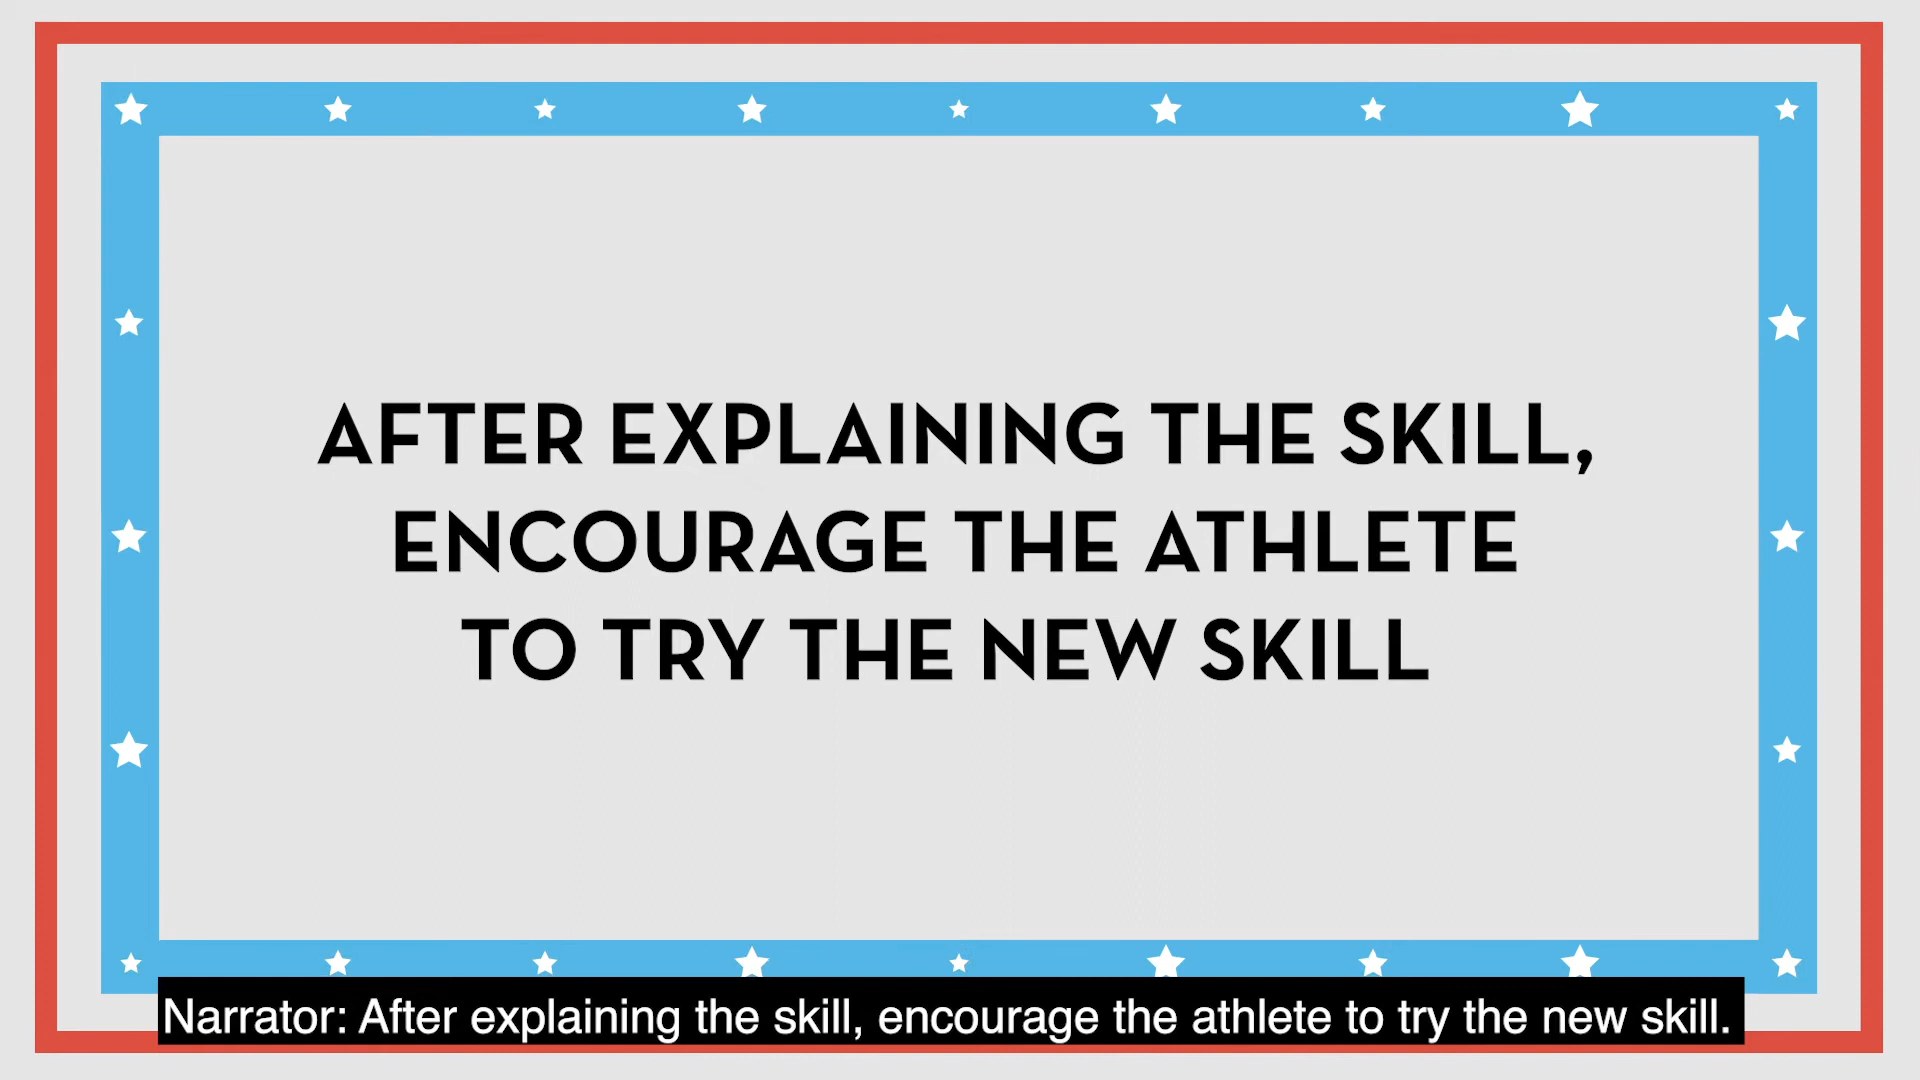 AFTER EXPLAINING THE SKILL,
ENCOURAGE THE ATHLETE
TO TRY THE NEW SKILL
Narrator: After explaining the skill, encourage the athlete to try the new skill.